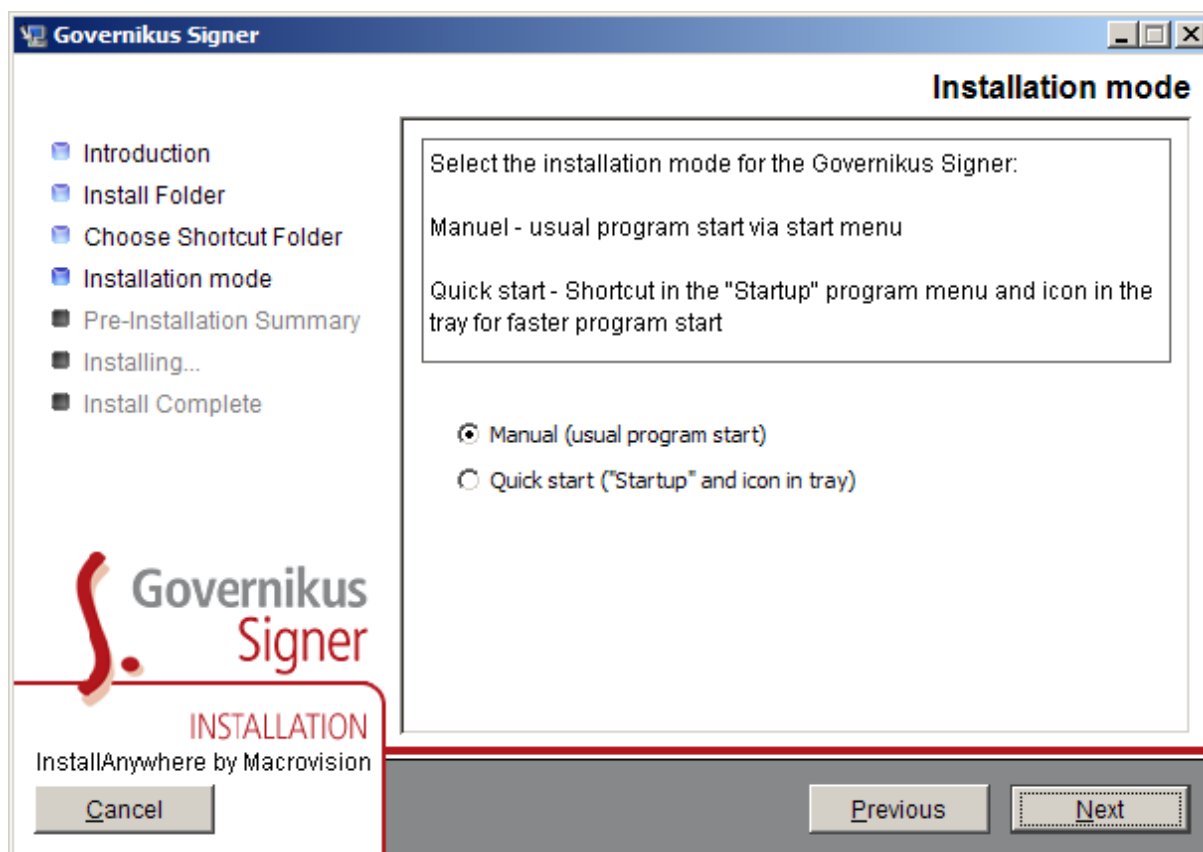 Governikus Signer
Installation mode
Introduction
Install Folder
Choose Shortcut Folder
Installation mode
Pre-Installation Summary
Installing...
Install Complete
Select the installation mode for the Governikus Signer:
Manuel - usual program start via start menu
Quick start - Shortcut in the "Startup" program menu and icon in the
tray for faster program start
Manual (usual program start)
Quick start ("Startup" and icon in tray)
Governikus
Signer
INSTALLATION
InstallAnywhere by Macrovision
Cancel
Previous
Next